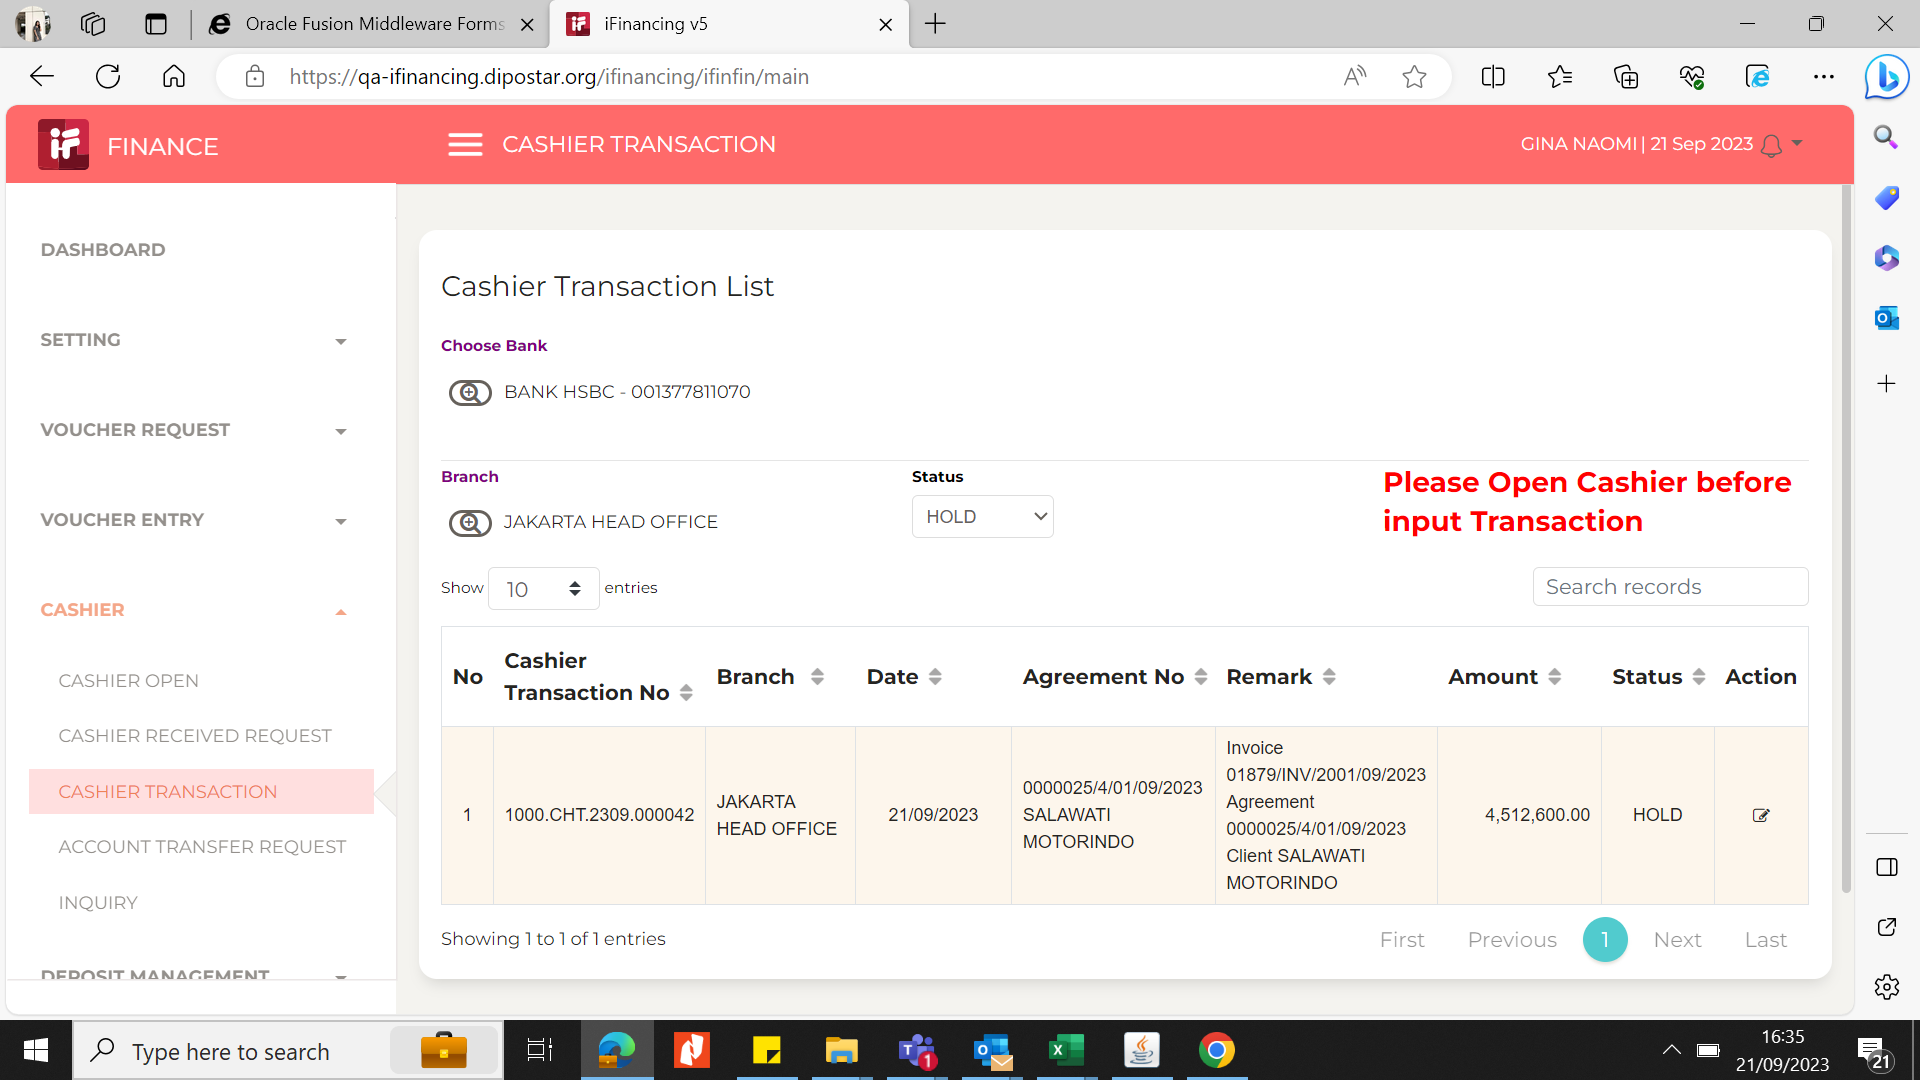 Oracle Fusion Middleware Forms
iFinancing v5
https://qa-ifinancing.dipostar.org/ifinancing/ifinfin/main
iF FINANCE
CASHIER TRANSACTION
GINA NAOMI | 21 Sep 2023
DASHBOARD
SETTING
VOUCHER REQUEST
VOUCHER ENTRY
CASHIER
CASHIER OPEN
CASHIER RECEIVED REQUEST
CASHIER TRANSACTION
ACCOUNT TRANSFER REQUEST
INQUIRY
DEPOSIT MANAGEMENT
Cashier Transaction List
Choose Bank
BANK HSBC - 001377811070
Branch
JAKARTA HEAD OFFICE
Status
HOLD
Please Open Cashier before
input Transaction
Show 10 entries
Search records
No
Cashier
Transaction No
Branch
Date
Agreement No
Remark
Amount
Status
Action
1
1000.CHT.2309.000042
JAKARTA
HEAD OFFICE
21/09/2023
0000025/4/01/09/2023
SALAWATI
MOTORINDO
Invoice
01879/INV/2001/09/2023
Agreement
0000025/4/01/09/2023
Client SALAWATI
MOTORINDO
4,512,600.00
HOLD
Showing 1 to 1 of 1 entries
First Previous 1 Next Last
Type here to search
1
16:35
21/09/2023
21